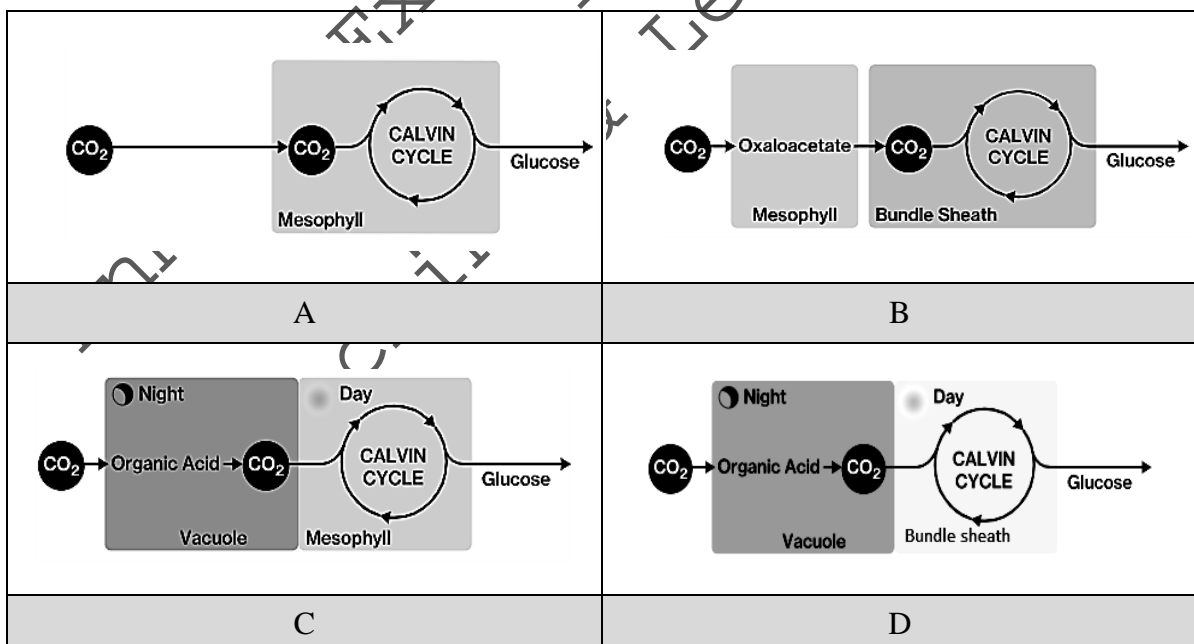 CO₂
CO₂
CALVIN
CYCLE
Glucose
Mesophyll
A
CO₂
Oxaloacetate
CO₂
CALVIN
CYCLE
Glucose
Mesophyll
Bundle Sheath
B
Night
Day
CO₂
Organic Acid
CO₂
CALVIN
CYCLE
Glucose
Vacuole
Mesophyll
C
Night
Day
CO₂
Organic Acid
CO₂
CALVIN
CYCLE
Glucose
Vacuole
Bundle sheath
D